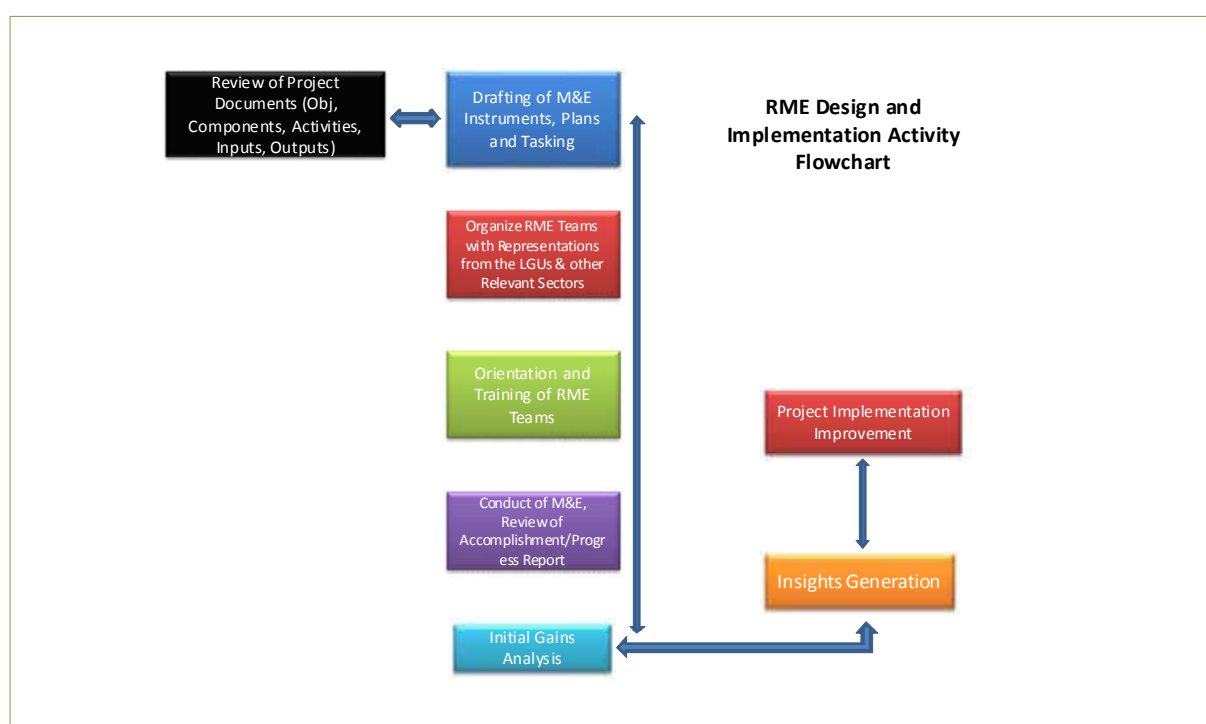 Review of Project
Documents (Obj,
Components, Activities,
Inputs, Outputs)
Drafting of M&E
Instruments, Plans
and Tasking
RME Design and
Implementation Activity
Flowchart
Organize RME Teams
with Representations
from the LGUs & other
Relevant Sectors
Orientation and
Training of RME
Teams
Project Implementation
Improvement
Conduct of M&E,
Review of
Accomplishment/Progr
ess Report
Insights Generation
Initial Gains
Analysis